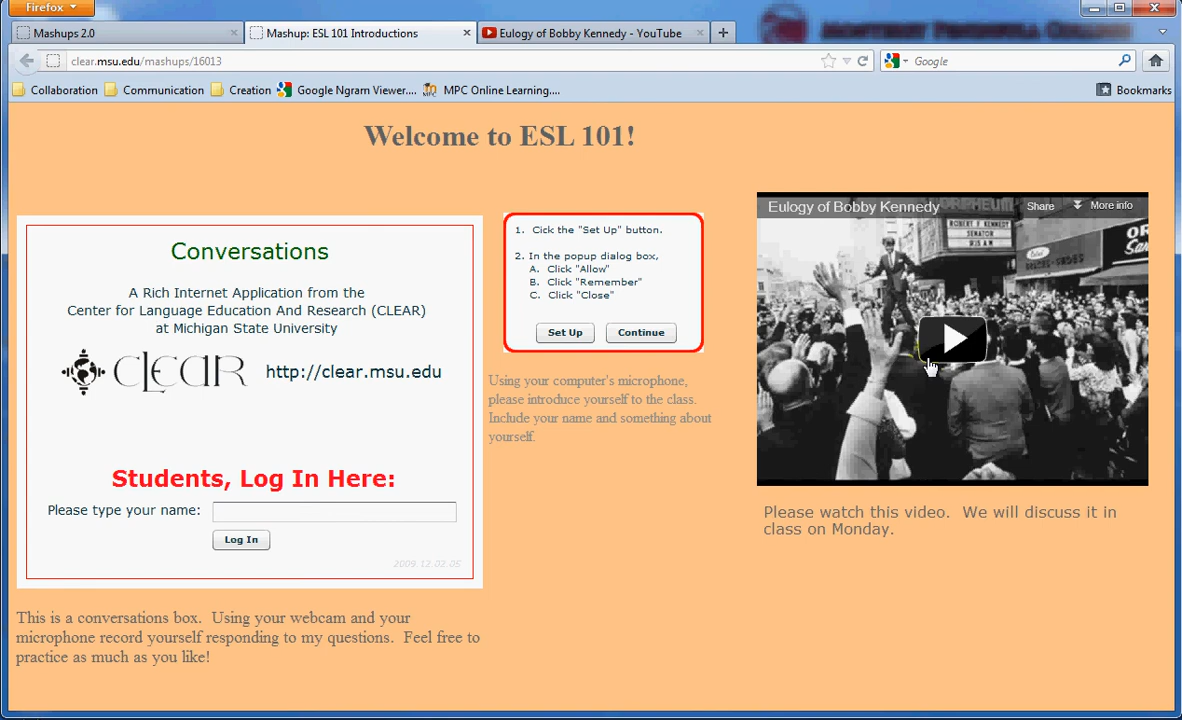 Firefox
Mashups 2.0
Mashup: ESL 101 Introductions
Eulogy of Bobby Kennedy - YouTube
clear.msu.edu/mashups/16013
Google
Collaboration
Communication
Creation
Google Ngram Viewer....
MPC Online Learning....
Bookmarks
Welcome to ESL 101!
Conversations
A Rich Internet Application from the
Center for Language Education And Research (CLEAR)
at Michigan State University
CLEAR http://clear.msu.edu
Students, Log In Here:
Please type your name:
Log In
2009.12.02.05
This is a conversations box.  Using your webcam and your
microphone record yourself responding to my questions.  Feel free to
practice as much as you like!
1. Cick the "Set Up" button.
2. In the popup dialog box,
A. Click "Allow"
B. Click "Remember"
C. Click "Close"
Set Up
Continue
Using your computer's microphone,
please introduce yourself to the class.
Include your name and something about
yourself.
Eulogy of Bobby Kennedy
Share
More info
ORPHEUM
ROBERT F KENNEDY
SENATOR
9:15 A.M
Please watch this video.  We will discuss it in
class on Monday.